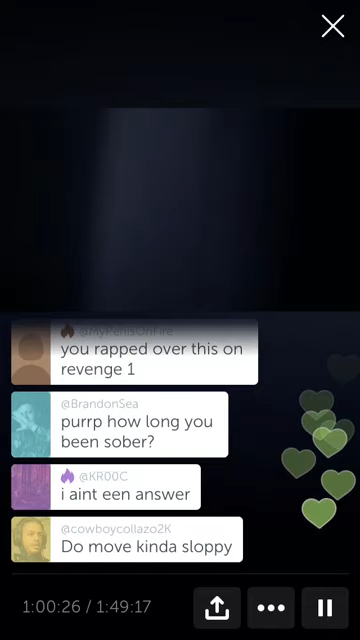 @MyPenisOnFire
you rapped over this on
revenge 1
@BrandonSea
purrp how long you
been sober?
@KR00C
i aint een answer
@cowboycollazo2K
Do move kinda sloppy
1:00:26 / 1:49:17